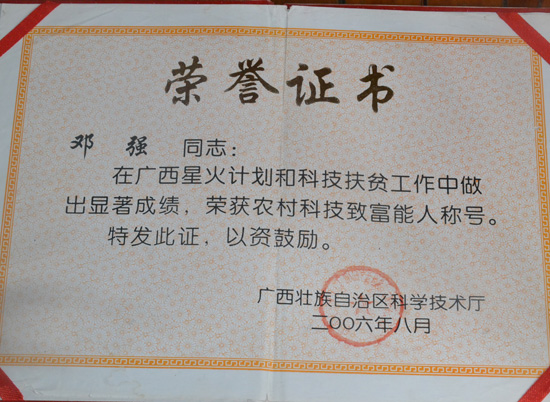 荣誉证书
邓强 同志：
在广西星火计划和科技扶贫工作中做
出显著成绩，荣获农村科技致富能人称号。
特发此证，以资鼓励。
广西壮族自治区科学技术厅
二〇〇六年八月